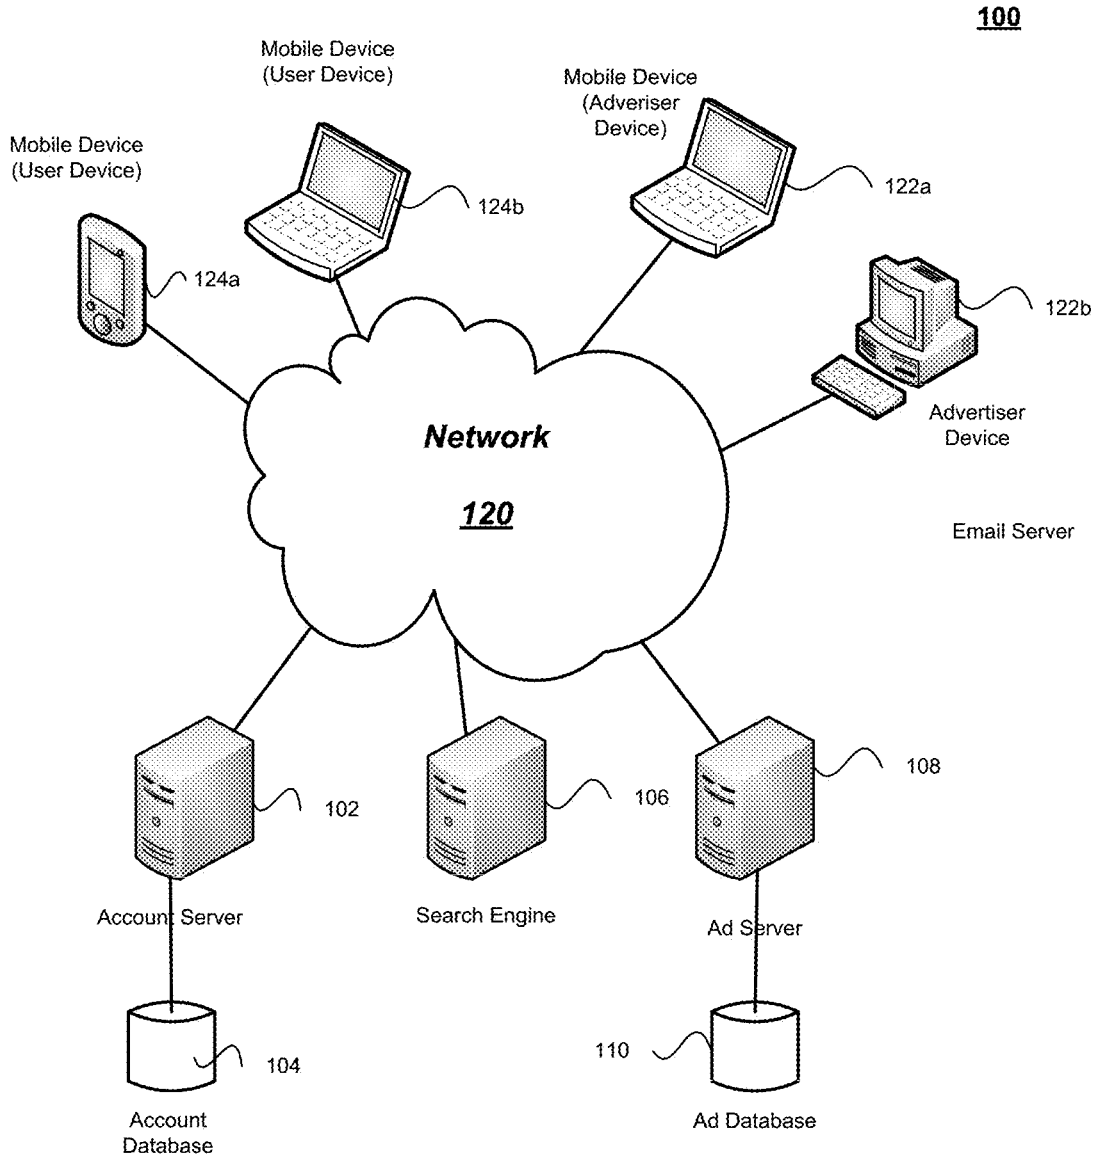 100
Mobile Device
(User Device)
Mobile Device
(Adveriser
Device)
Mobile Device
(User Device)
124b
122a
124a
122b
Advertiser
Device
Network
120
Email Server
102
106
108
Account Server
Search Engine
Ad Server
104
110
Account
Database
Ad Database